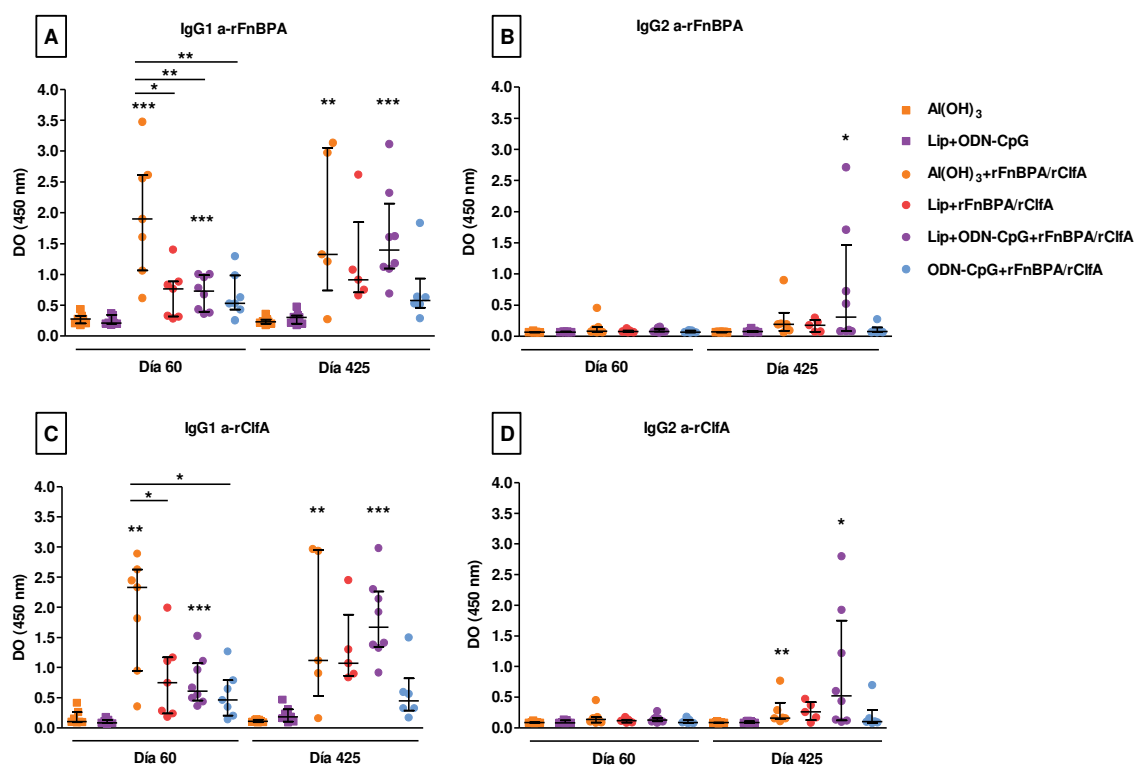 A
IgG1 a-rFnBPA
**
**
*
***
***
**
***
4.0
3.5
3.0
2.5
2.0
1.5
1.0
0.5
0.0
DO (450 nm)
Día 60
Día 425
B
IgG2 a-rFnBPA
*
4.0
3.5
3.0
2.5
2.0
1.5
1.0
0.5
0.0
DO (450 nm)
Día 60
Día 425
Al(OH)3
Lip+ODN-CpG
Al(OH)3+rFnBPA/rClfA
Lip+rFnBPA/rClfA
Lip+ODN-CpG+rFnBPA/rClfA
ODN-CpG+rFnBPA/rClfA
C
IgG1 a-rClfA
*
*
**
***
**
***
4.0
3.5
3.0
2.5
2.0
1.5
1.0
0.5
0.0
DO (450 nm)
Día 60
Día 425
D
IgG2 a-rClfA
**
*
4.0
3.5
3.0
2.5
2.0
1.5
1.0
0.5
0.0
DO (450 nm)
Día 60
Día 425